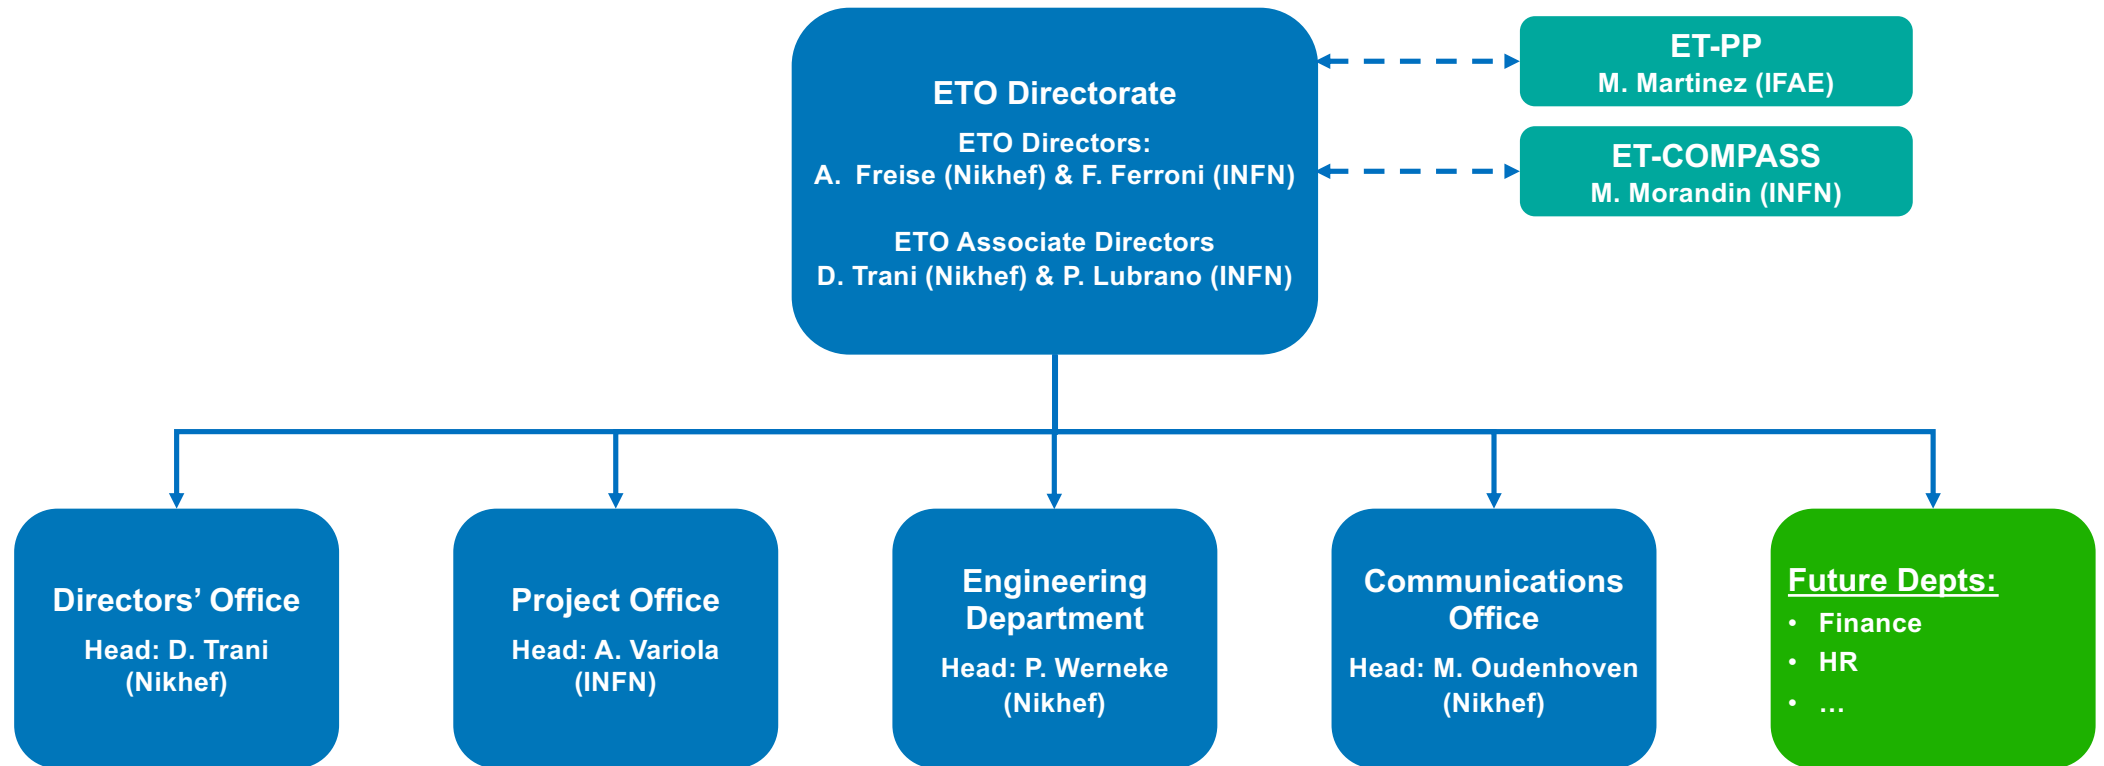 ETO Directorate
ETO Directors:
A. Freise (Nikhef) & F. Ferroni (INFN)
ETO Associate Directors
D. Trani (Nikhef) & P. Lubrano (INFN)
ET-PP
M. Martinez (IFAE)
ET-COMPASS
M. Morandin (INFN)
Directors’ Office
Head: D. Trani
(Nikhef)
Project Office
Head: A. Variola
(INFN)
Engineering
Department
Head: P. Werneke
(Nikhef)
Communications
Office
Head: M. Oudenhoven
(Nikhef)
Future Depts:
• Finance
• HR
• …